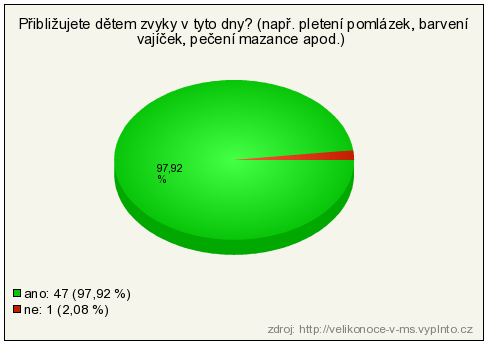 Přibližujete dětem zvyky v tyto dny? (např. pletení pomlázek, barvení
vajíček, pečení mazance apod.)
97,92
%
ano: 47 (97,92 %)
ne: 1 (2,08 %)
zdroj: http://velikonoce-v-ms.vyplnto.cz